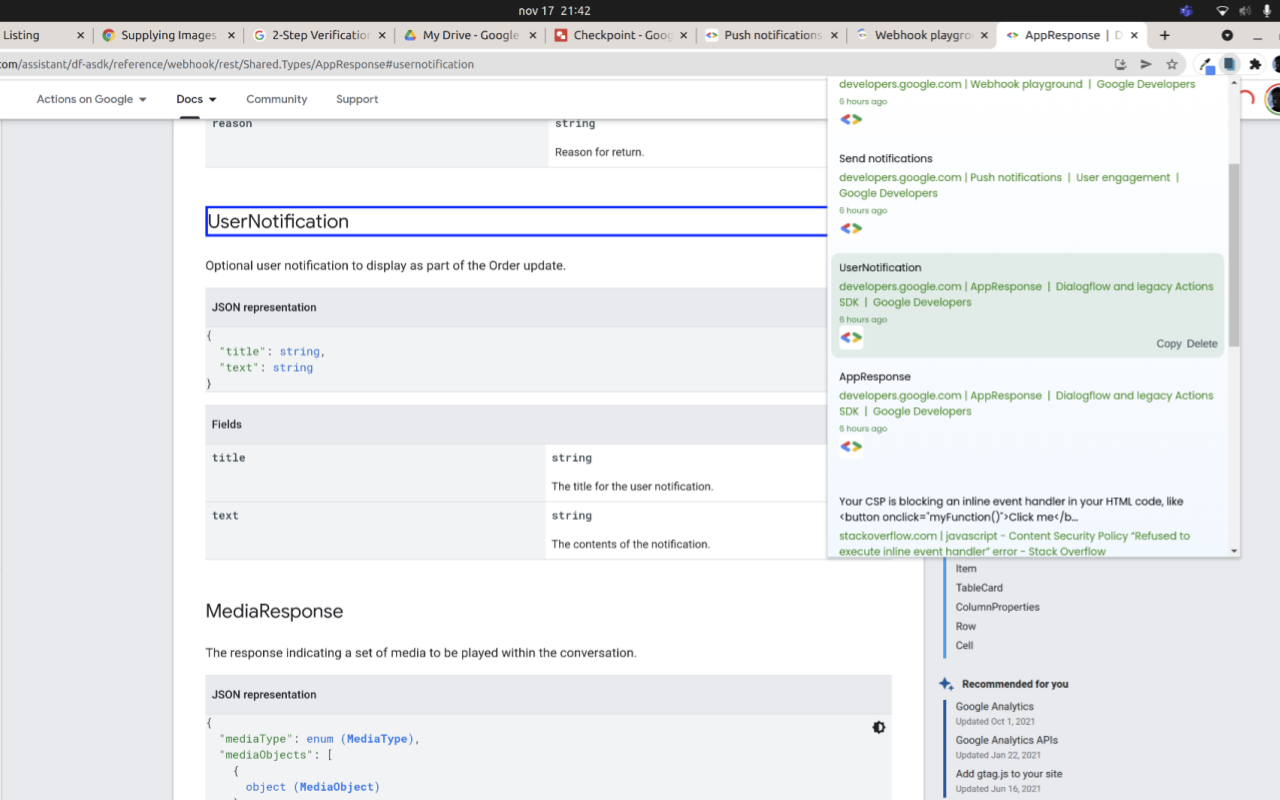 nov 17 21:42
Listing
Supplying Images
2-Step Verification
My Drive - Google
Checkpoint - Goog
Push notifications
Webhook playgro
AppResponse | D
com/assistant/df-asdk/reference/webhook/rest/Shared.Types/AppResponse#usernotification
Actions on Google
Docs
Community
Support
reason
string
Reason for return.
UserNotification
Optional user notification to display as part of the Order update.
JSON representation
{
"title": string,
"text": string
}
Fields
title
string
The title for the user notification.
text
string
The contents of the notification.
MediaResponse
The response indicating a set of media to be played within the conversation.
JSON representation
{
"mediaType": enum (MediaType),
"mediaObjects": [
{
object (MediaObject)
developers.google.com | Webhook playground | Google Developers
6 hours ago
Send notifications
developers.google.com | Push notifications | User engagement |
Google Developers
6 hours ago
UserNotification
developers.google.com | AppResponse | Dialogflow and legacy Actions
SDK | Google Developers
6 hours ago
Copy Delete
AppResponse
developers.google.com | AppResponse | Dialogflow and legacy Actions
SDK | Google Developers
6 hours ago
Your CSP is blocking an inline event handler in your HTML code, like
<button onclick="myFunction()">Click me</b...
stackoverflow.com | javascript - Content Security Policy “Refused to
execute inline event handler” error - Stack Overflow
Item
TableCard
ColumnProperties
Row
Cell
Recommended for you
Google Analytics
Updated Oct 1, 2021
Google Analytics APIs
Updated Jan 22, 2021
Add gtag.js to your site
Updated Jun 16, 2021